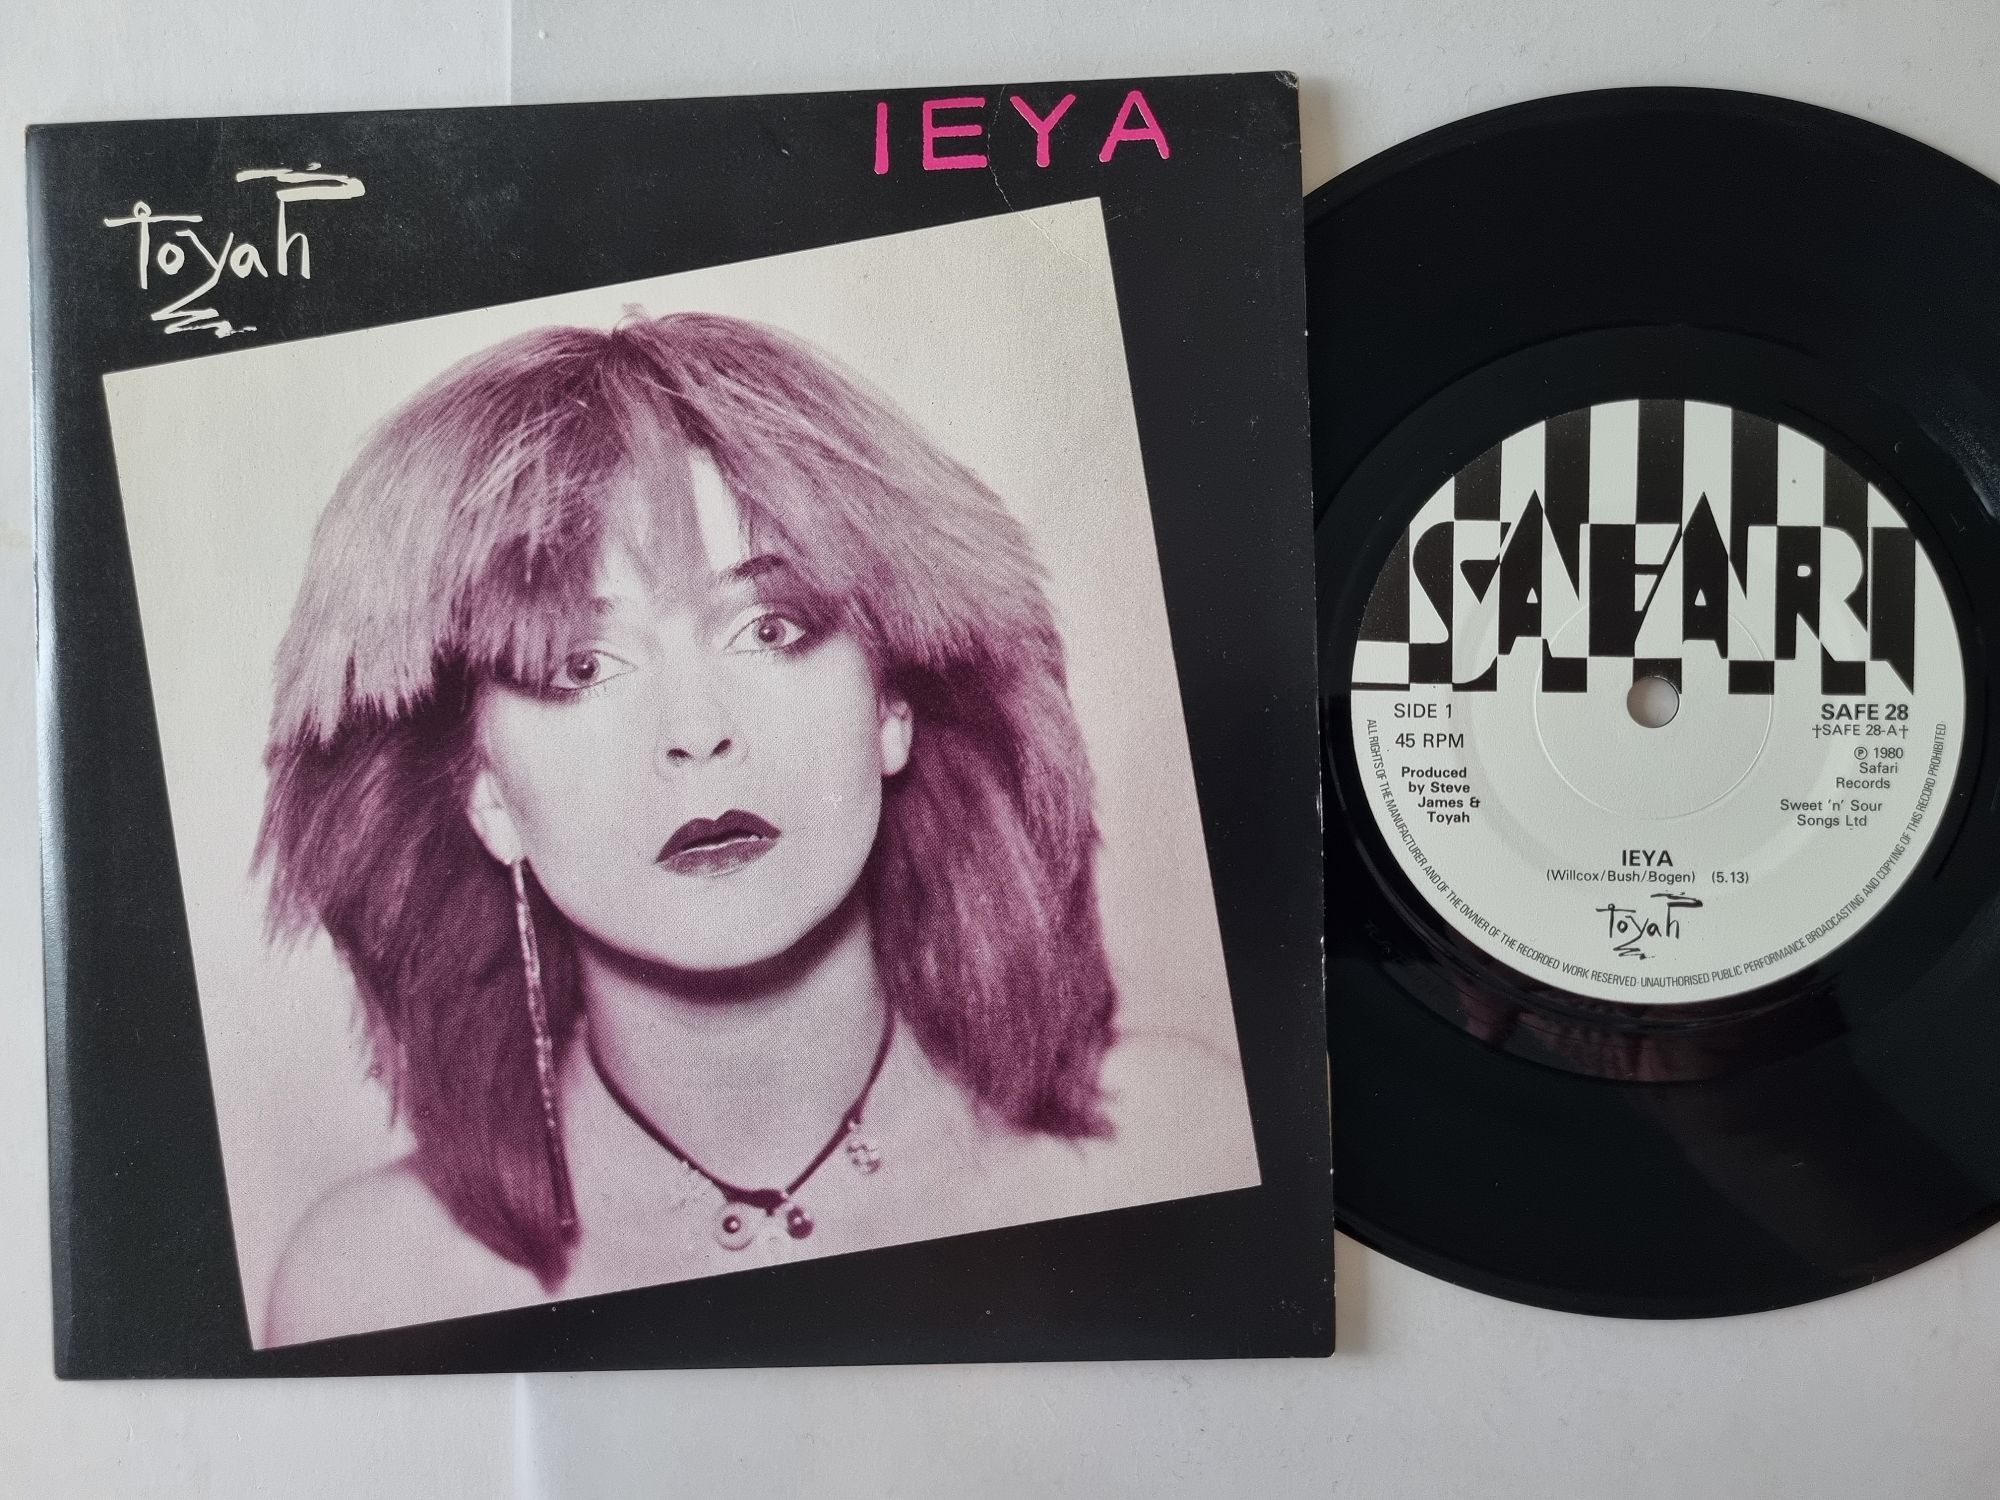 IEYA
Toyah
SAFARI
SIDE 1
45 RPM
Produced
by Steve
James &
Toyah
SAFE 28
†SAFE 28-A†
Ⓟ 1980
Safari
Records
Sweet 'n' Sour
Songs Ltd
IEYA
(Willcox/Bush/Bogen) (5.13)
Toyah
ALL RIGHTS OF THE MANUFACTURER AND OF THE OWNER OF THE RECORDED WORK RESERVED·UNAUTHORISED PUBLIC PERFORMANCE BROADCASTING AND COPYING OF THIS RECORD PROHIBITED·